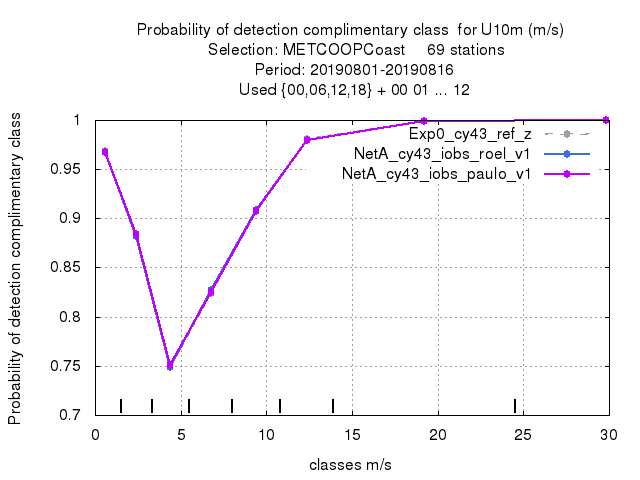 Probability of detection complimentary class  for U10m (m/s)
Selection: METCOOPCoast     69 stations
Period: 20190801-20190816
Used {00,06,12,18} + 00 01 ... 12
Probability of detection complimentary class
1
0.95
0.9
0.85
0.8
0.75
0.7
Exp0_cy43_ref_z
NetA_cy43_iobs_roel_v1
NetA_cy43_iobs_paulo_v1
0 5 10 15 20 25 30
classes m/s